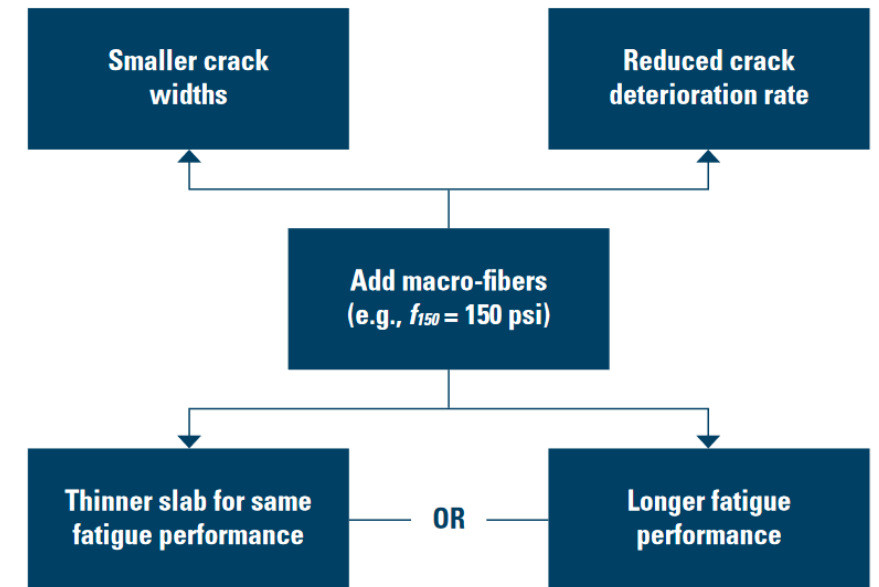 Smaller crack
widths
Reduced crack
deterioration rate
Add macro-fibers
(e.g., f150 = 150 psi)
Thinner slab for same
fatigue performance
OR
Longer fatigue
performance